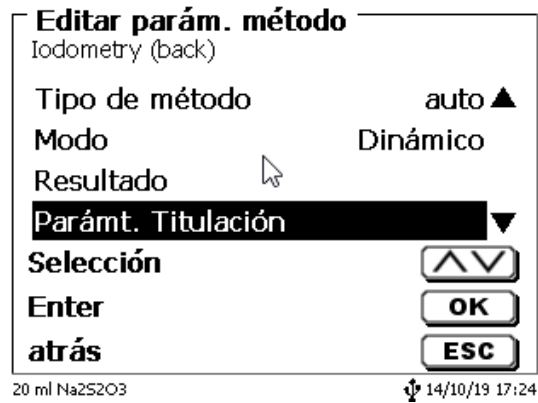 Editar parám. método
Iodometry (back)
Tipo de método auto
Modo Dinámico
Resultado
Parámt. Titulación
Selección
Enter OK
atrás ESC
20 ml Na2S2O3 14/10/19 17:24